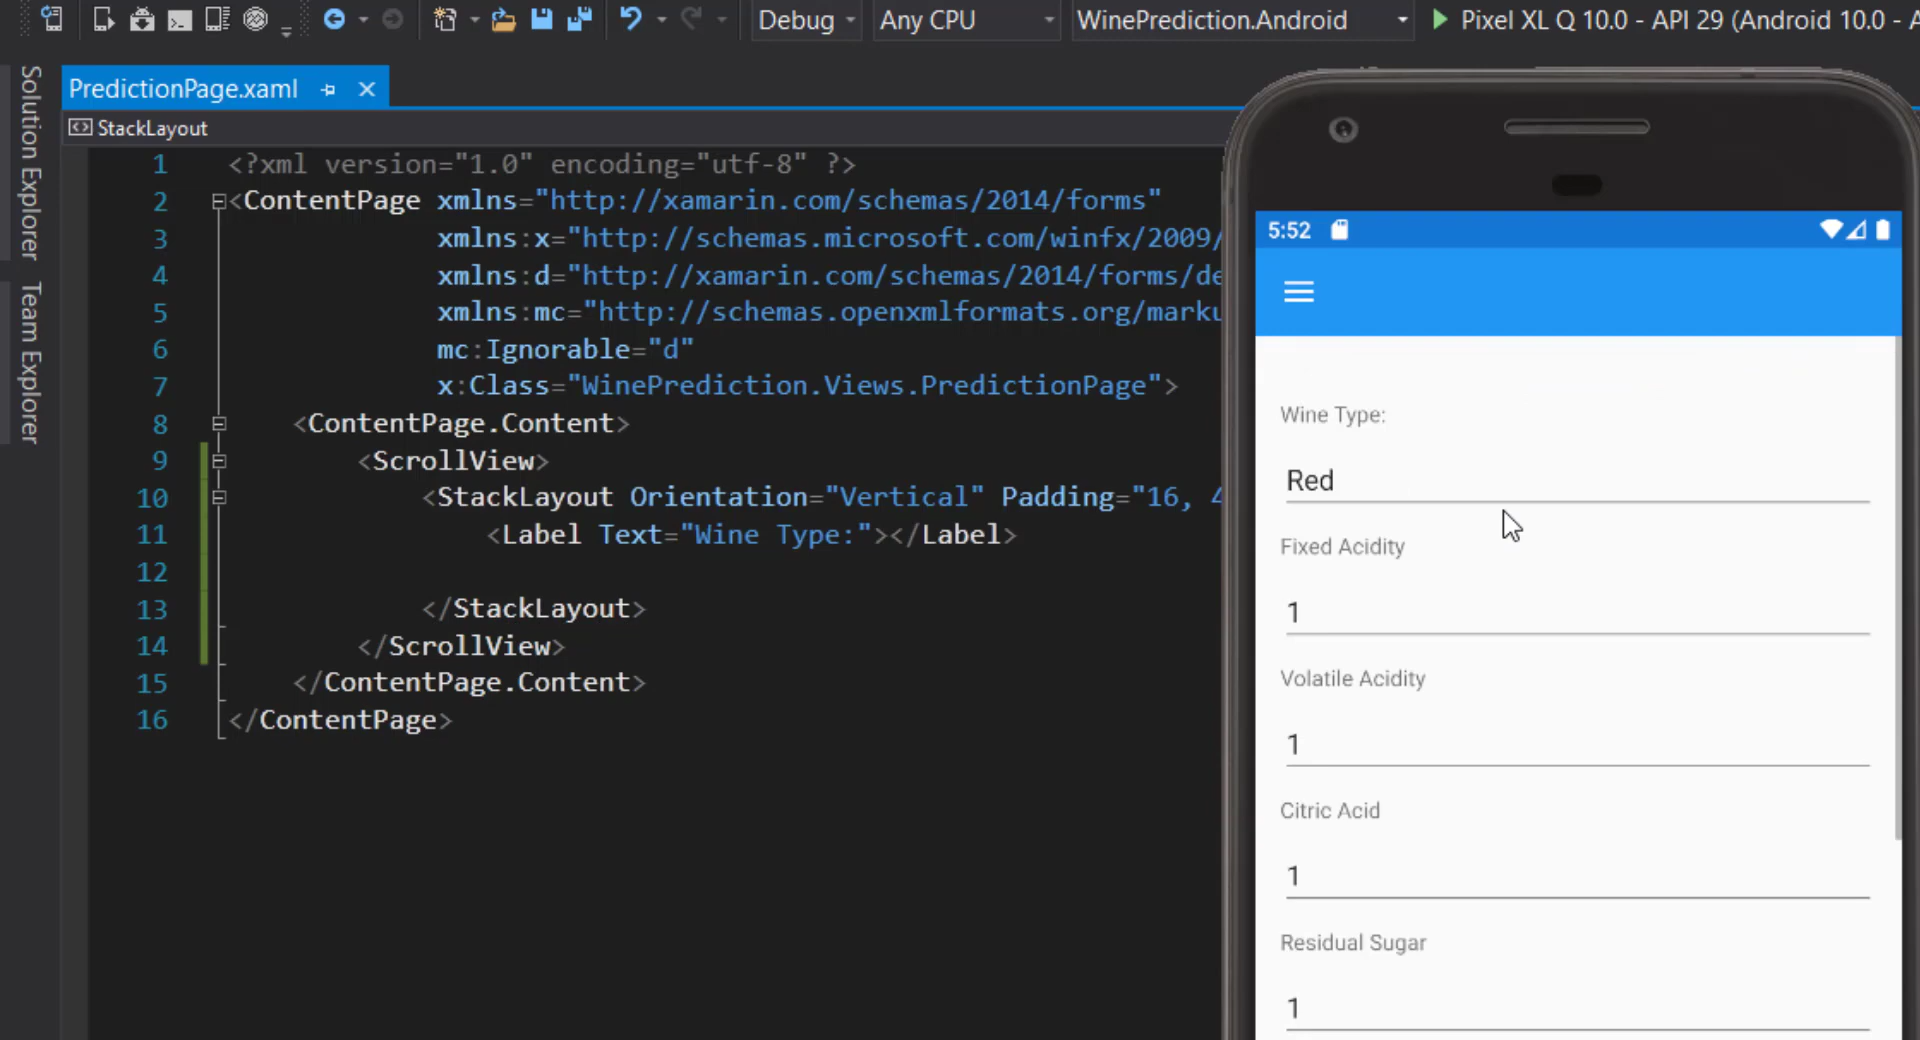 Debug
Any CPU
WinePrediction.Android
Pixel XL Q 10.0 - API 29 (Android 10.0 - A
Solution Explorer
Team Explorer
PredictionPage.xaml
StackLayout
1 <?xml version="1.0" encoding="utf-8" ?>
2 <ContentPage xmlns="http://xamarin.com/schemas/2014/forms"
3 xmlns:x="http://schemas.microsoft.com/winfx/2009/
4 xmlns:d="http://xamarin.com/schemas/2014/forms/de
5 xmlns:mc="http://schemas.openxmlformats.org/marku
6 mc:Ignorable="d"
7 x:Class="WinePrediction.Views.PredictionPage">
8 <ContentPage.Content>
9 <ScrollView>
10 <StackLayout Orientation="Vertical" Padding="16, 4
11 <Label Text="Wine Type:"></Label>
12
13 </StackLayout>
14 </ScrollView>
15 </ContentPage.Content>
16 </ContentPage>
5:52
Wine Type:
Red
Fixed Acidity
1
Volatile Acidity
1
Citric Acid
1
Residual Sugar
1